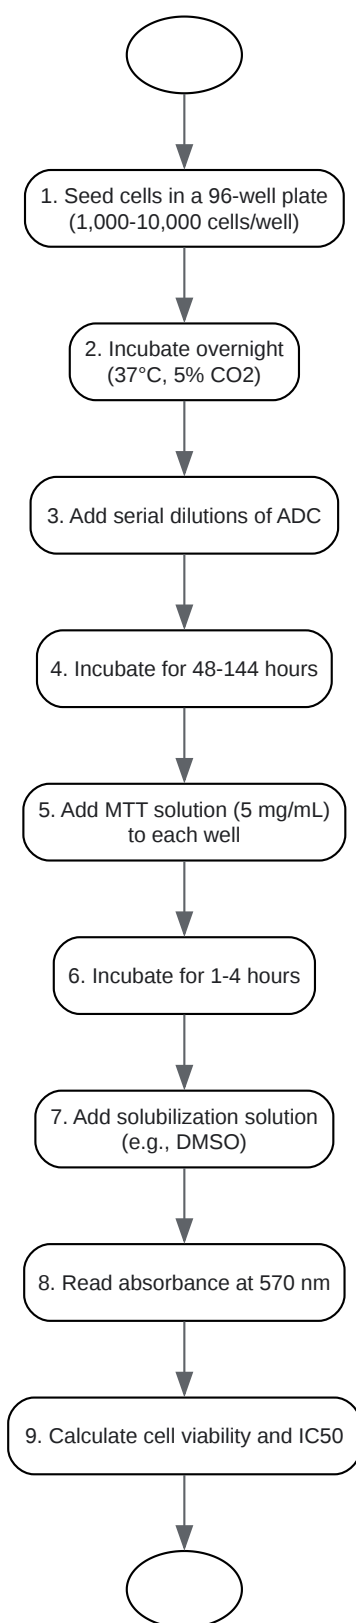 1. Seed cells in a 96-well plate
(1,000-10,000 cells/well)
2. Incubate overnight
(37°C, 5% CO2)
3. Add serial dilutions of ADC
4. Incubate for 48-144 hours
5. Add MTT solution (5 mg/mL)
to each well
6. Incubate for 1-4 hours
7. Add solubilization solution
(e.g., DMSO)
8. Read absorbance at 570 nm
9. Calculate cell viability and IC50